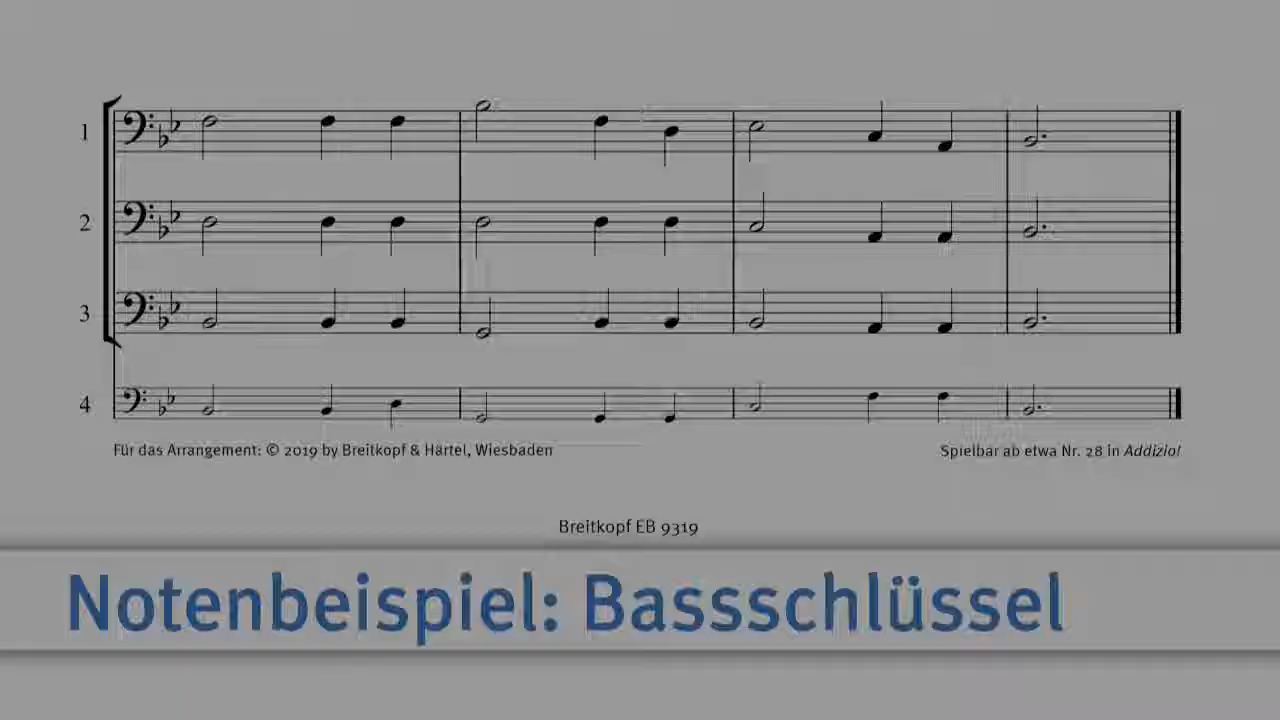 1
2
3
4
Für das Arrangement: © 2019 by Breitkopf & Härtel, Wiesbaden
Spielbar ab etwa Nr. 28 in Addizio!
Breitkopf EB 9319
Notenbeispiel: Bassschlüssel